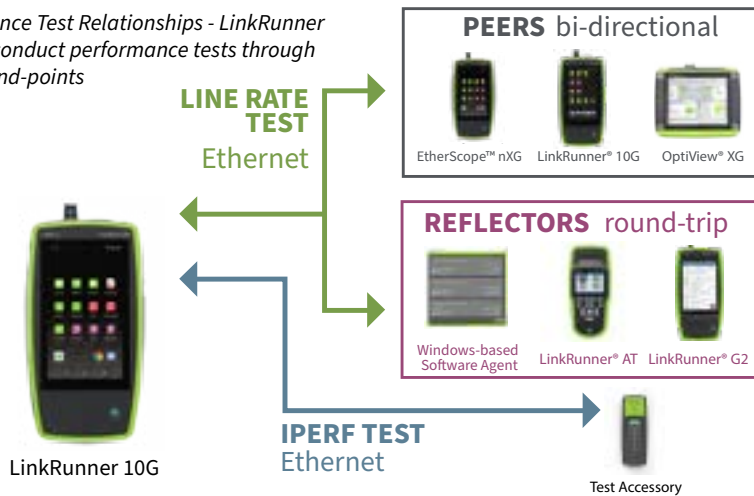 nce Test Relationships - LinkRunner
onduct performance tests through
nd-points
LINE RATE
TEST
Ethernet
PEERS bi-directional
EtherScope™ nXG LinkRunner® 10G OptiView® XG
REFLECTORS round-trip
Windows-based
Software Agent
LinkRunner® AT LinkRunner® G2
IPERF TEST
Ethernet
LinkRunner 10G
Test Accessory